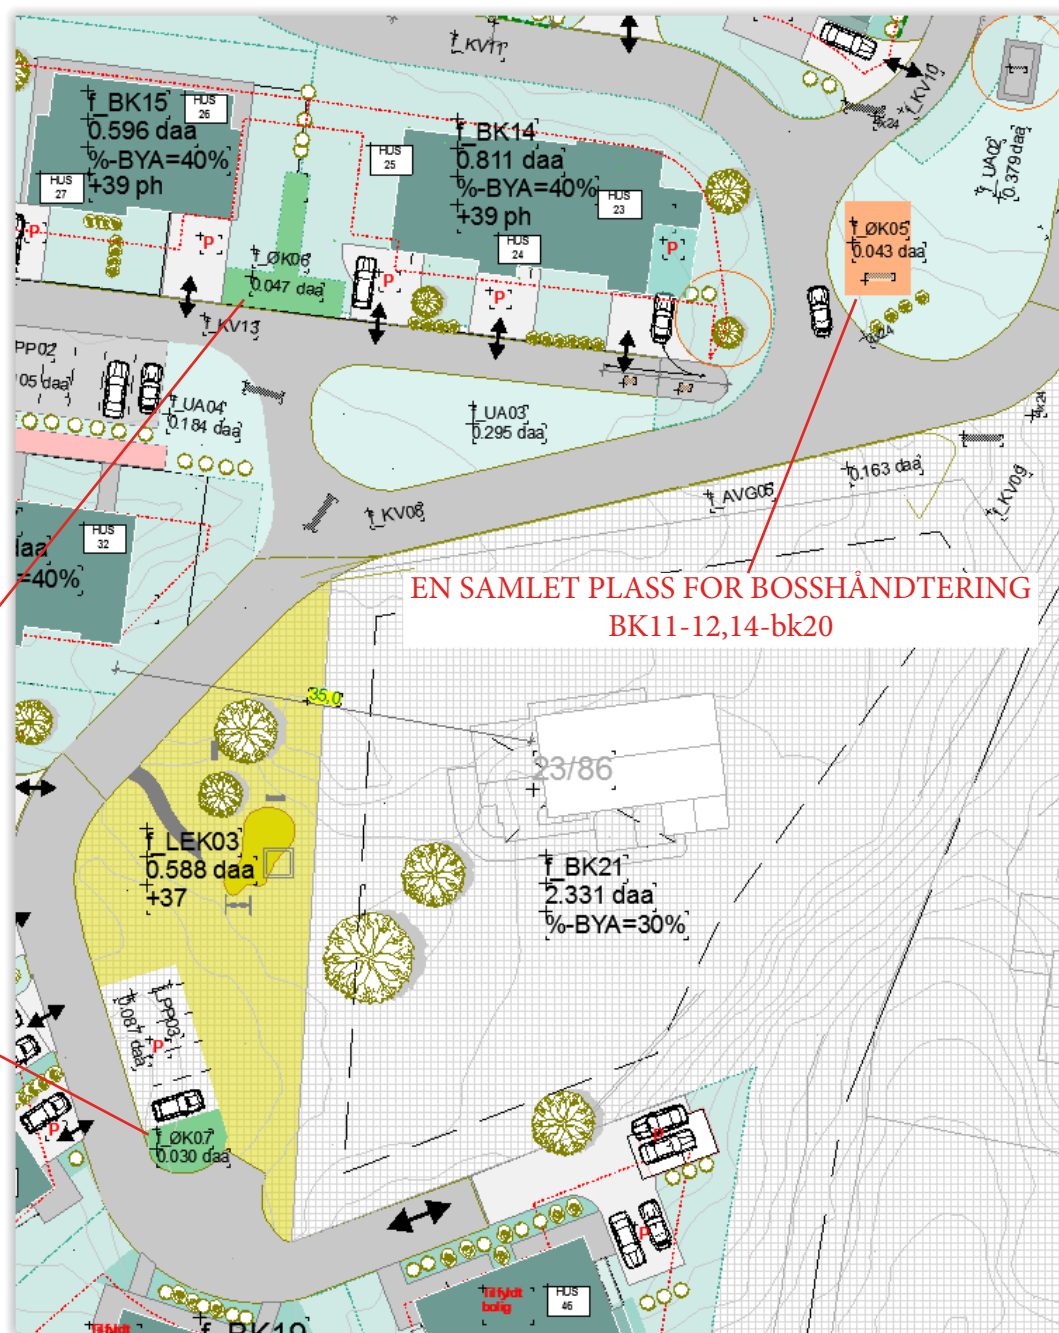 f_KV11
f_KV10
f_BK15
0.596 daa
%-BYA=40%
+39 ph
HUS
26
HUS
27
HUS
25
f_BK14
0.811 daa
%-BYA=40%
+39 ph
HUS
23
HUS
24
f_UA02
0.379 daa
f_ØK05
0.043 daa
f_ØK06
0.047 daa
P
P
P
P
P
f_KV13
PP02
05 daa
f_UA04
0.184 daa
f_UA03
0.295 daa
f_KV08
f_AVG05
0.163 daa
f_KV09
HUS
32
daa
=40%
EN SAMLET PLASS FOR BOSSHÅNDTERING
BK11-12,14-bk20
35,0
23/86
f_LEK03
0.588 daa
+37
f_BK21
2.331 daa
%-BYA=30%
f_PP03
0.087 daa
P
f_ØK07
0.030 daa
P
P
P
Tilfyldt
bolig
HUS
46
Tilfyldt
f_BK19